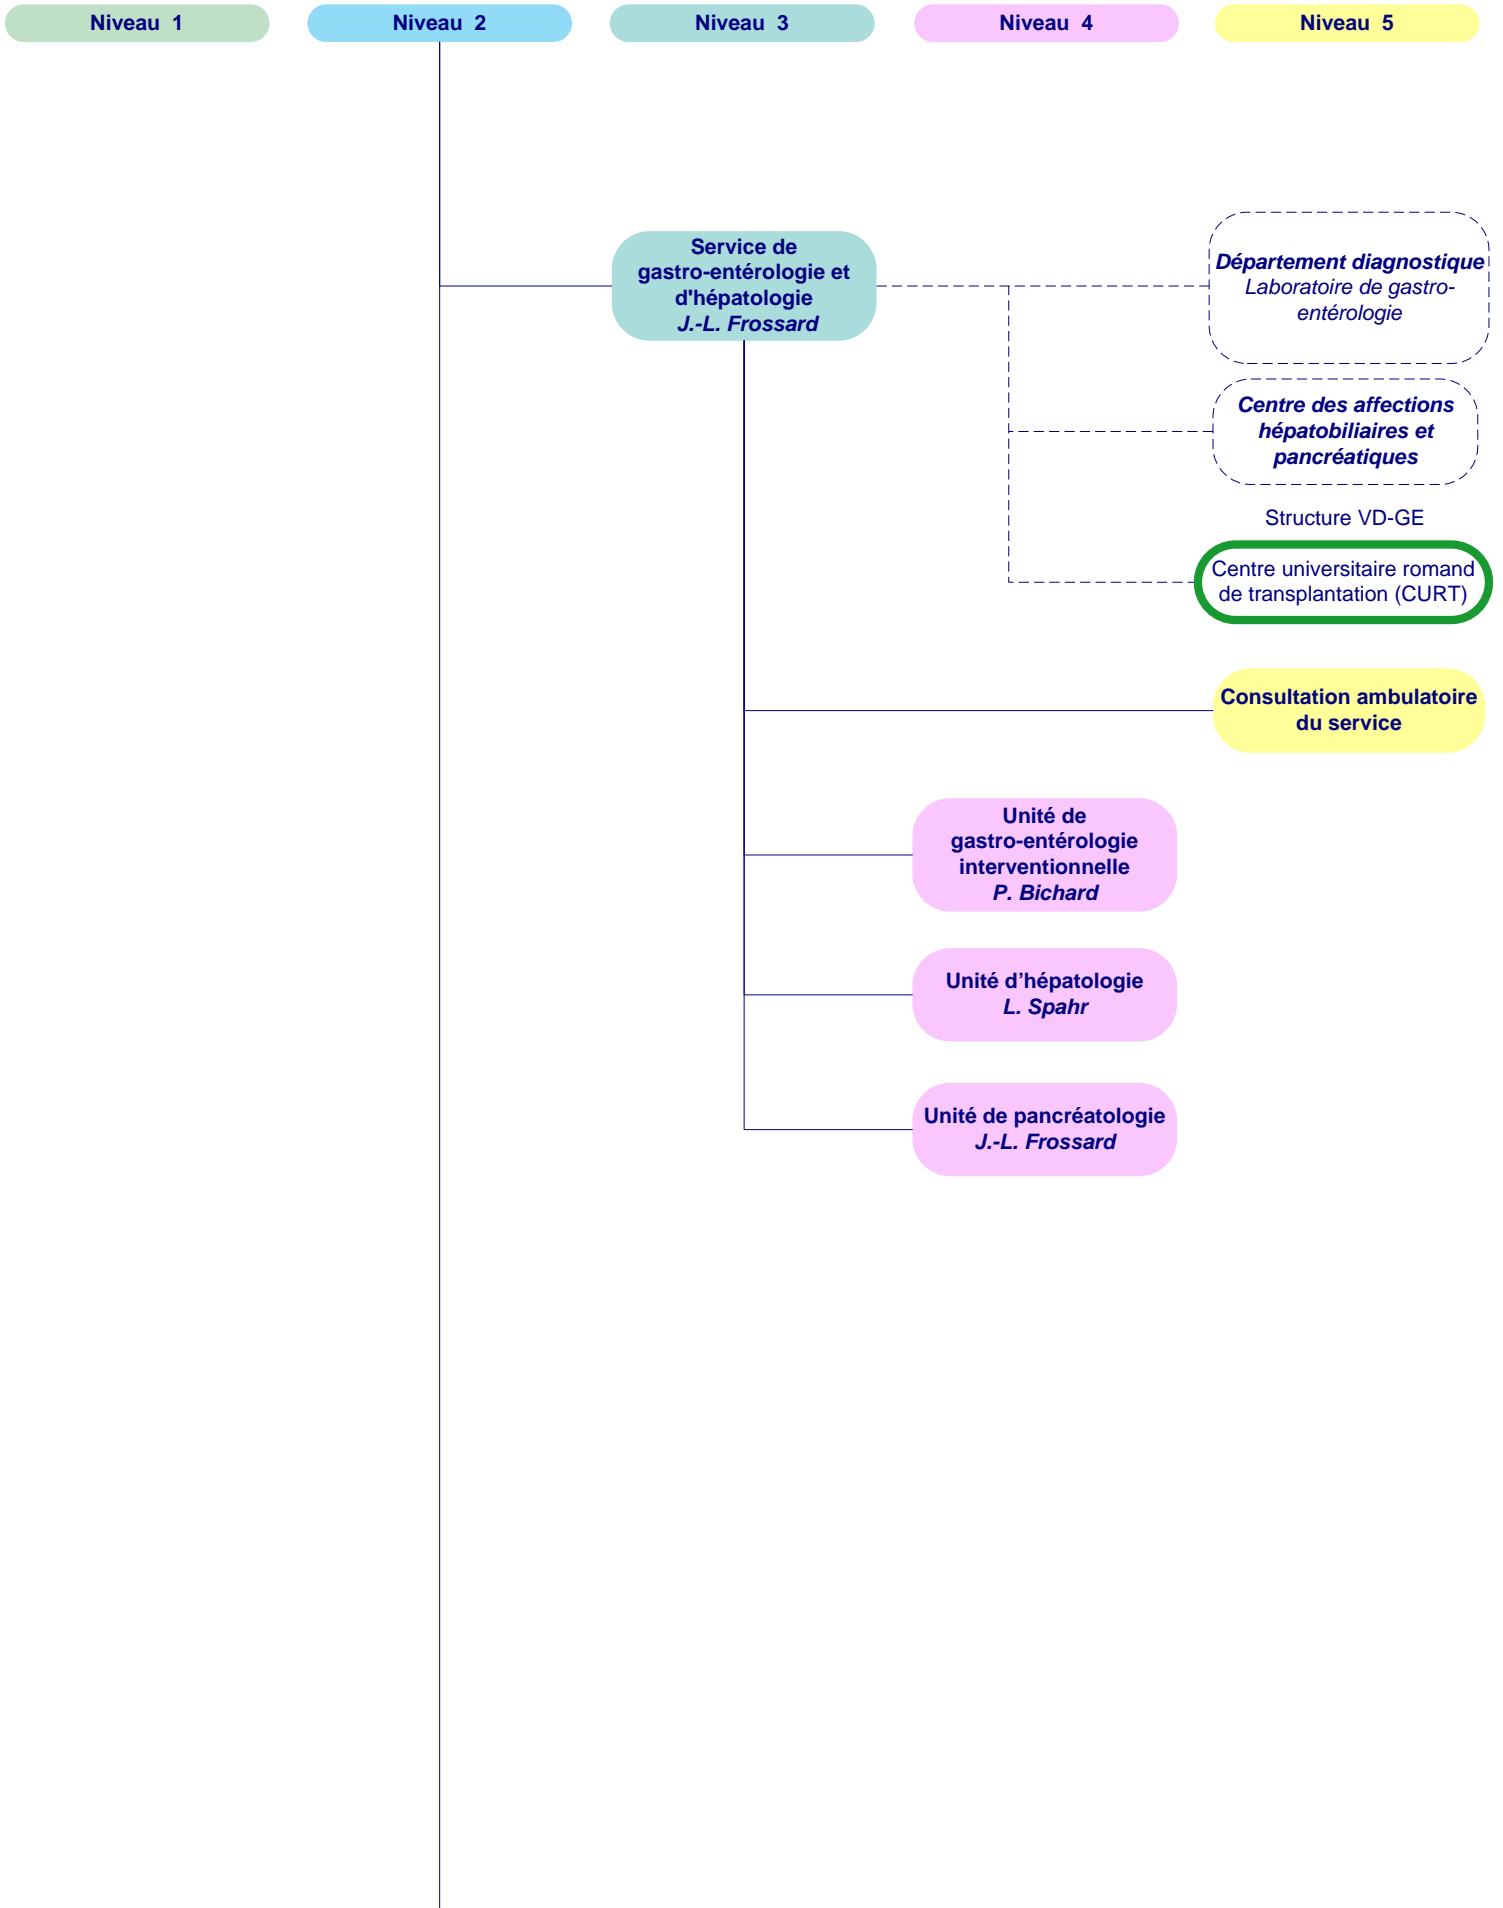 Niveau  1
Niveau  2
Niveau  3
Niveau  4
Niveau  5
Service de
gastro-entérologie et
d'hépatologie
J.-L. Frossard
Département diagnostique
Laboratoire de gastro-
entérologie
Centre des affections
hépatobiliaires et
pancréatiques
Structure VD-GE
Centre universitaire romand
de transplantation (CURT)
Consultation ambulatoire
du service
Unité de
gastro-entérologie
interventionnelle
P. Bichard
Unité d’hépatologie
L. Spahr
Unité de pancréatologie
J.-L. Frossard